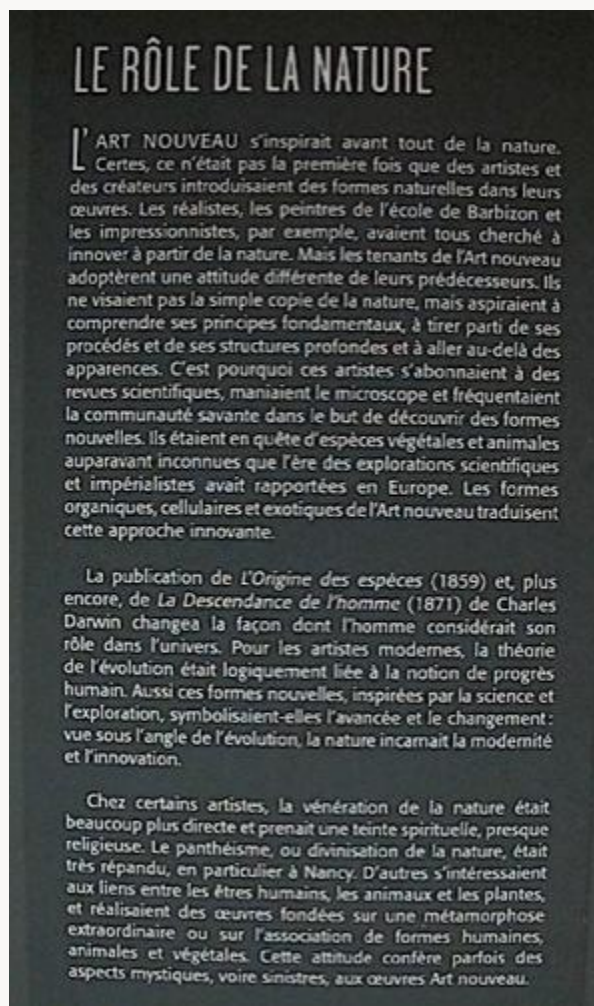 LE RÔLE DE LA NATURE
L'ART NOUVEAU s'inspirait avant tout de la nature.
Certes, ce n'était pas la première fois que des artistes et
des créateurs introduisaient des formes naturelles dans leurs
œuvres. Les réalistes, les peintres de l'école de Barbizon et
les impressionnistes, par exemple, avaient tous cherché à
innover à partir de la nature. Mais les tenants de l'Art nouveau
adoptèrent une attitude différente de leurs prédécesseurs. Ils
ne visaient pas la simple copie de la nature, mais aspiraient à
comprendre ses principes fondamentaux, à tirer parti de ses
procédés et de ses structures profondes et à aller au-delà des
apparences. C'est pourquoi ces artistes s'abonnaient à des
revues scientifiques, maniaient le microscope et fréquentaient
la communauté savante dans le but de découvrir des formes
nouvelles. Ils étaient en quête d'espèces végétales et animales
auparavant inconnues que l'ère des explorations scientifiques
et impérialistes avait rapportées en Europe. Les formes
organiques, cellulaires et exotiques de l'Art nouveau traduisent
cette approche innovante.
La publication de L'Origine des espèces (1859) et, plus
encore, de La Descendance de l'homme (1871) de Charles
Darwin changea la façon dont l'homme considérait son
rôle dans l'univers. Pour les artistes modernes, la théorie
de l'évolution était logiquement liée à la notion de progrès
humain. Aussi ces formes nouvelles, inspirées par la science et
l'exploration, symbolisaient-elles l'avancée et le changement :
vue sous l'angle de l'évolution, la nature incarnait la modernité
et l'innovation.
Chez certains artistes, la vénération de la nature était
beaucoup plus directe et prenait une teinte spirituelle, presque
religieuse. Le panthéisme, ou divinisation de la nature, était
très répandu, en particulier à Nancy. D'autres s'intéressaient
aux liens entre les êtres humains, les animaux et les plantes,
et réalisaient des œuvres fondées sur une métamorphose
extraordinaire ou sur l'association de formes humaines,
animales et végétales. Cette attitude confère parfois des
aspects mystiques, voire sinistres, aux œuvres Art nouveau.